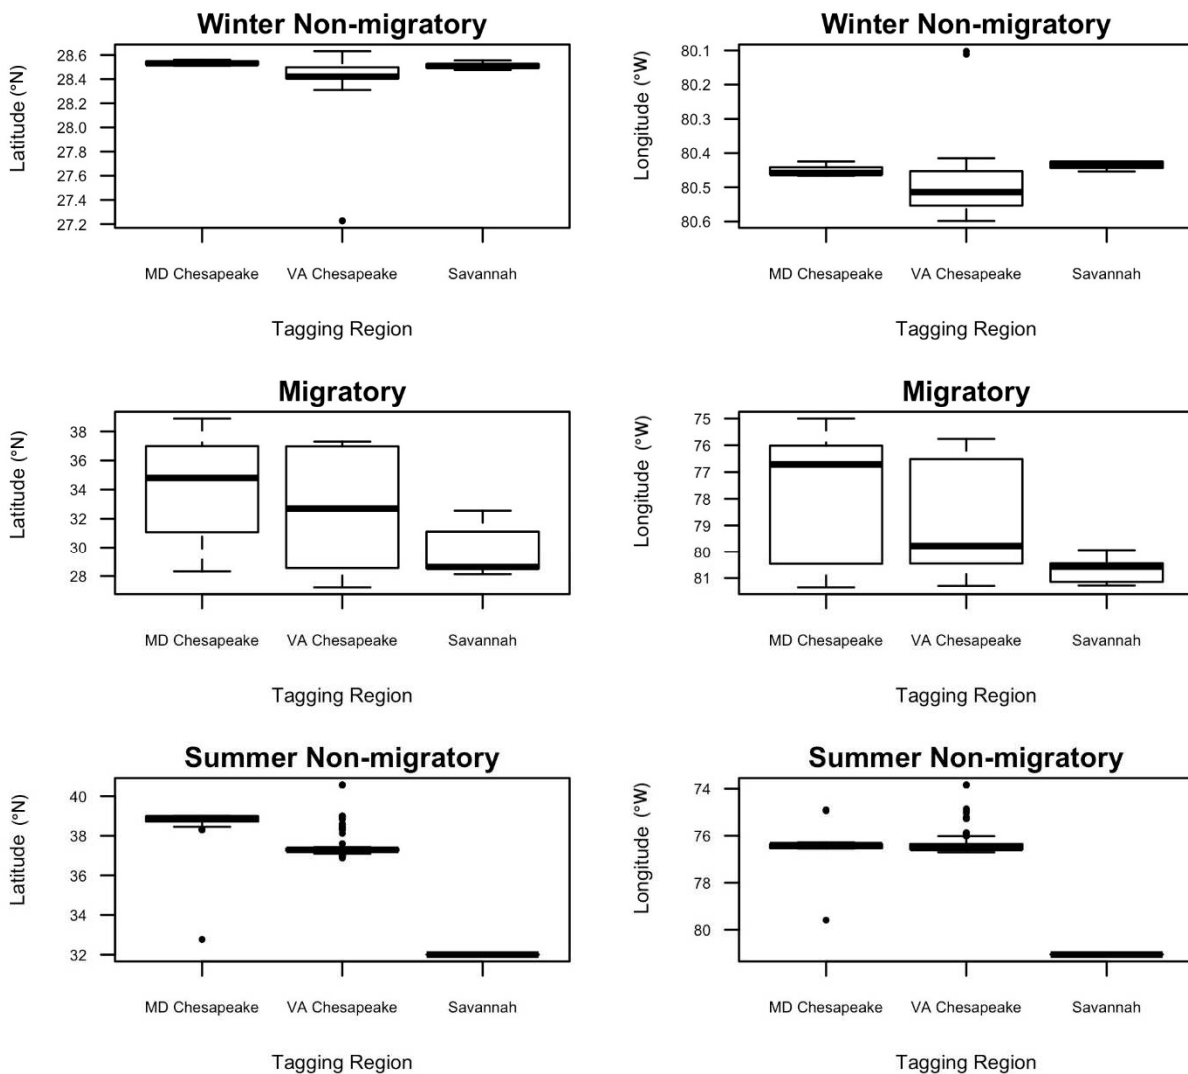 Winter Non-migratory
Latitude (°N)
28.6
28.4
28.2
28.0
27.8
27.6
27.4
27.2
MD Chesapeake VA Chesapeake Savannah
Tagging Region
Winter Non-migratory
Longitude (°W)
80.1
80.2
80.3
80.4
80.5
80.6
MD Chesapeake VA Chesapeake Savannah
Tagging Region
Migratory
Latitude (°N)
38
36
34
32
30
28
MD Chesapeake VA Chesapeake Savannah
Tagging Region
Migratory
Longitude (°W)
75
76
77
78
79
80
81
MD Chesapeake VA Chesapeake Savannah
Tagging Region
Summer Non-migratory
Latitude (°N)
40
38
36
34
32
MD Chesapeake VA Chesapeake Savannah
Tagging Region
Summer Non-migratory
Longitude (°W)
74
76
78
80
MD Chesapeake VA Chesapeake Savannah
Tagging Region